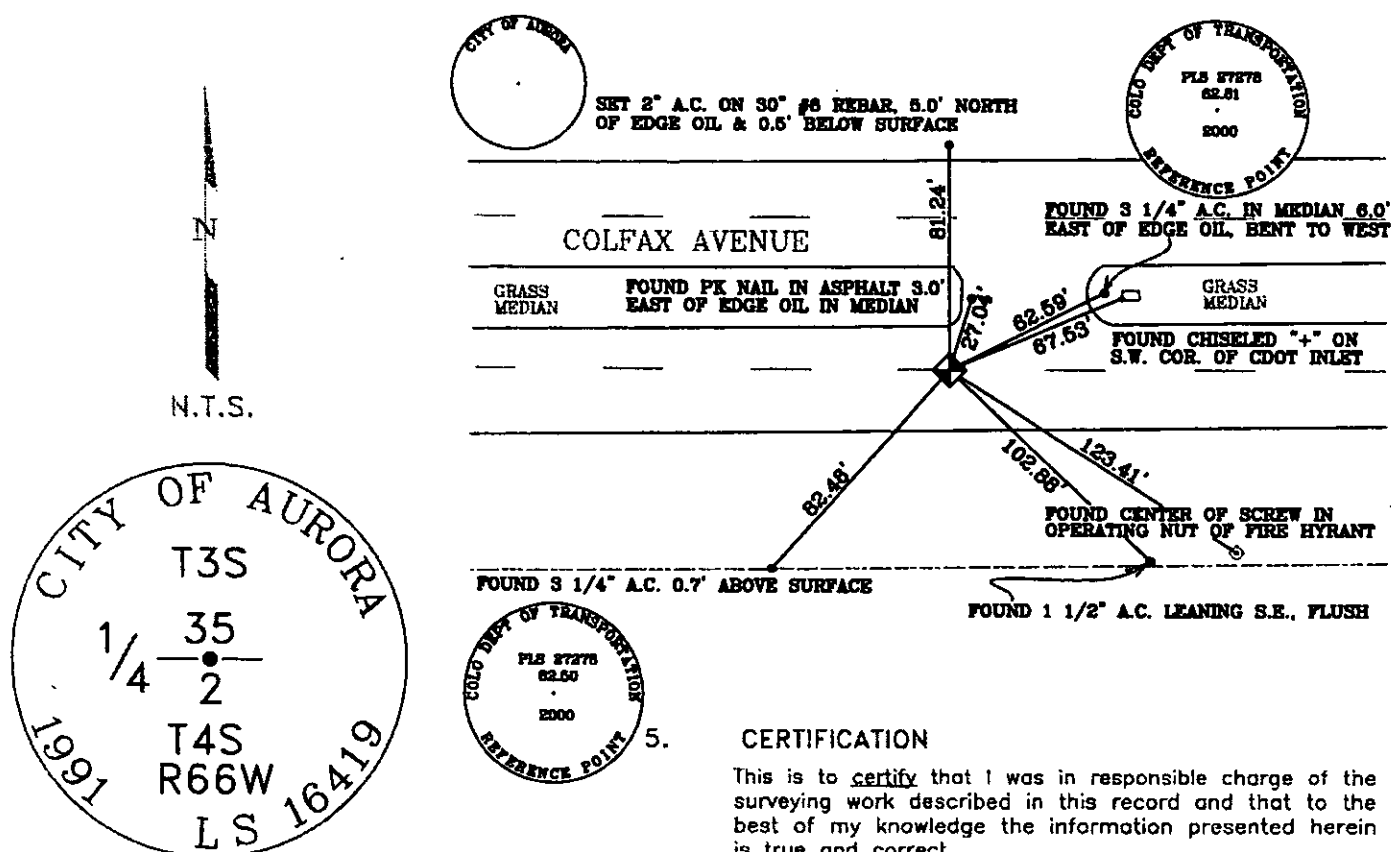 CITY OF AURORA
SET 2" A.C. ON 30" #6 REBAR, 5.0' NORTH
OF EDGE OIL & 0.5' BELOW SURFACE
COLO DEPT OF TRANSPORTATION
PLS 27278
62.61
2000
REFERENCE POINT
N
N.T.S.
81.24'
COLFAX AVENUE
FOUND 3 1/4" A.C. IN MEDIAN 6.0'
EAST OF EDGE OIL, BENT TO WEST
GRASS
MEDIAN
FOUND PK NAIL IN ASPHALT 3.0'
EAST OF EDGE OIL IN MEDIAN
27.04'
62.59'
67.53'
GRASS
MEDIAN
FOUND CHISELED "+" ON
S.W. COR. OF CDOT INLET
82.48'
102.88'
123.41'
FOUND CENTER OF SCREW IN
OPERATING NUT OF FIRE HYRANT
FOUND 3 1/4" A.C. 0.7' ABOVE SURFACE
FOUND 1 1/2" A.C. LEANING S.E., FLUSH
CITY OF AURORA
T3S
35
1/4
2
T4S
R66W
1991
LS 16419
COLO DEPT OF TRANSPORTATION
PLS 27278
62.50
2000
REFERENCE POINT
5. CERTIFICATION
This is to certify that I was in responsible charge of the
surveying work described in this record and that to the
best of my knowledge the information presented herein
is true and correct